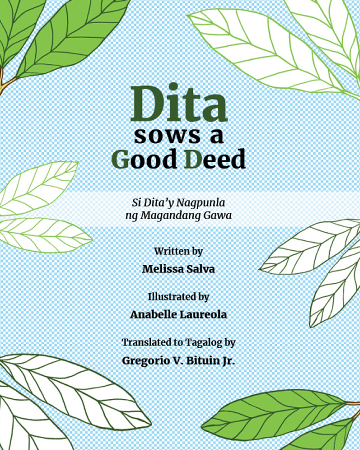 Dita
sows a
Good Deed
Si Dita'y Nagpunla
ng Magandang Gawa
Written by
Melissa Salva
Illustrated by
Anabelle Laureola
Translated to Tagalog by
Gregorio V. Bituin Jr.